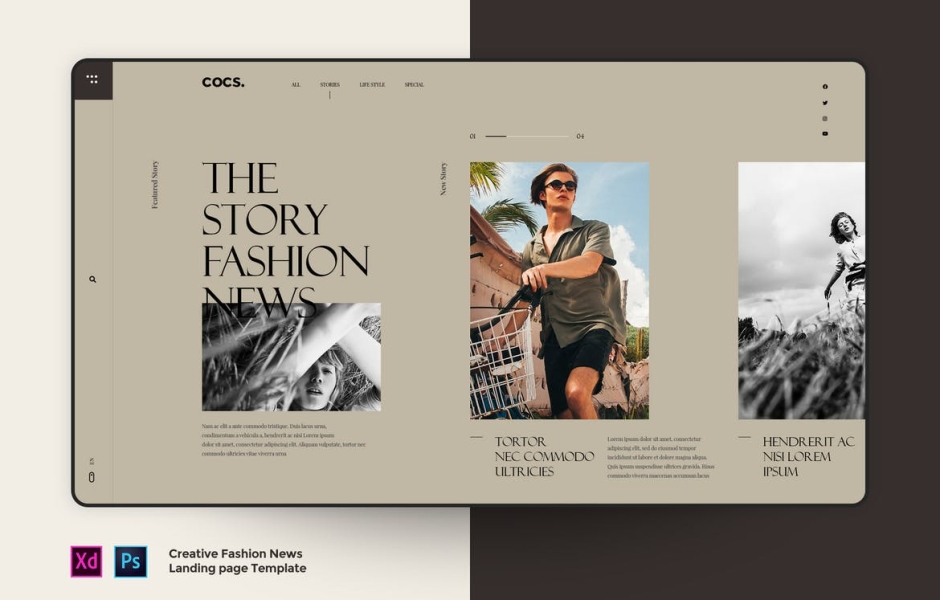 COCS.
ALL STORIES LIFE STYLE SPECIAL
01 04
Featured Story
New Story
THE
STORY
FASHION
NEWS
Nam ac elit a ante commodo tristique. Duis lacus urna,
condimentum a vehicula a, hendrerit ac nisi Lorem ipsum
dolor sit amet, consectetur adipiscing elit. Aliquam vulputate, tortor nec
commodo ultricies vitae viverra urna
TORTOR
NEC COMMODO
ULTRICIES
Lorem ipsum dolor sit amet, consectetur
adipiscing elit, sed do eiusmod tempor
incididunt ut labore et dolore magna aliqua.
Quis ipsum suspendisse ultrices gravida. Risus
commodo viverra maecenas accumsan lacus
HENDRERIT AC
NISI LOREM
IPSUM
EN
Xd Ps
Creative Fashion News
Landing page Template